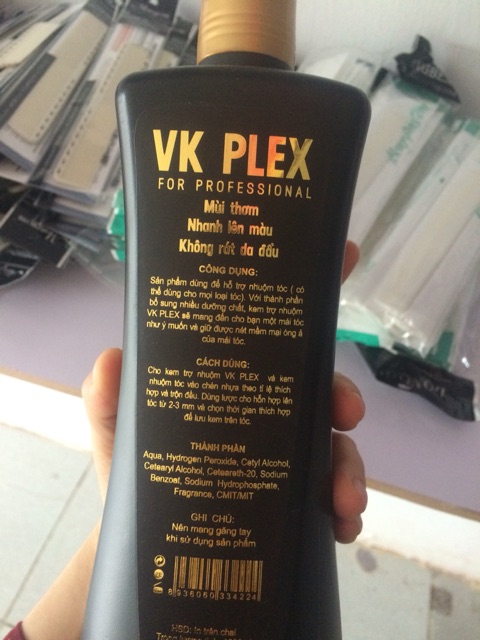 VK PLEX
FOR PROFESSIONAL
Mùi thơm
Nhanh lên màu
Không rát da đầu
CÔNG DỤNG:
Sản phẩm dùng để hỗ trợ nhuộm tóc ( có
thể dùng cho mọi loại tóc). Với thành phần
bổ sung nhiều dưỡng chất, kem trợ nhuộm
VK PLEX sẽ mang đến cho bạn một mái tóc
như ý muốn và giữ được nét mềm mại óng ả
của mái tóc.
CÁCH DÙNG:
Cho kem trợ nhuộm VK PLEX và kem
nhuộm tóc vào chén nhựa theo tỉ lệ thích
hợp và trộn đều. Dùng lược cho hỗn hợp lên
tóc từ 2-3 mm và chọn thời gian thích hợp
để lưu kem trên tóc.
THÀNH PHẦN
Aqua, Hydrogen Peroxide, Cetyl Alcohol,
Cetearyl Alcohol, Ceteareth-20, Sodium
Benzoat, Sodium Hydrophosphate,
Fragrance, CMIT/MIT
GHI CHÚ:
Nên mang găng tay
khi sử dụng sản phẩm
8 936060 334224
HSD: In trên chai
Trọng lượng